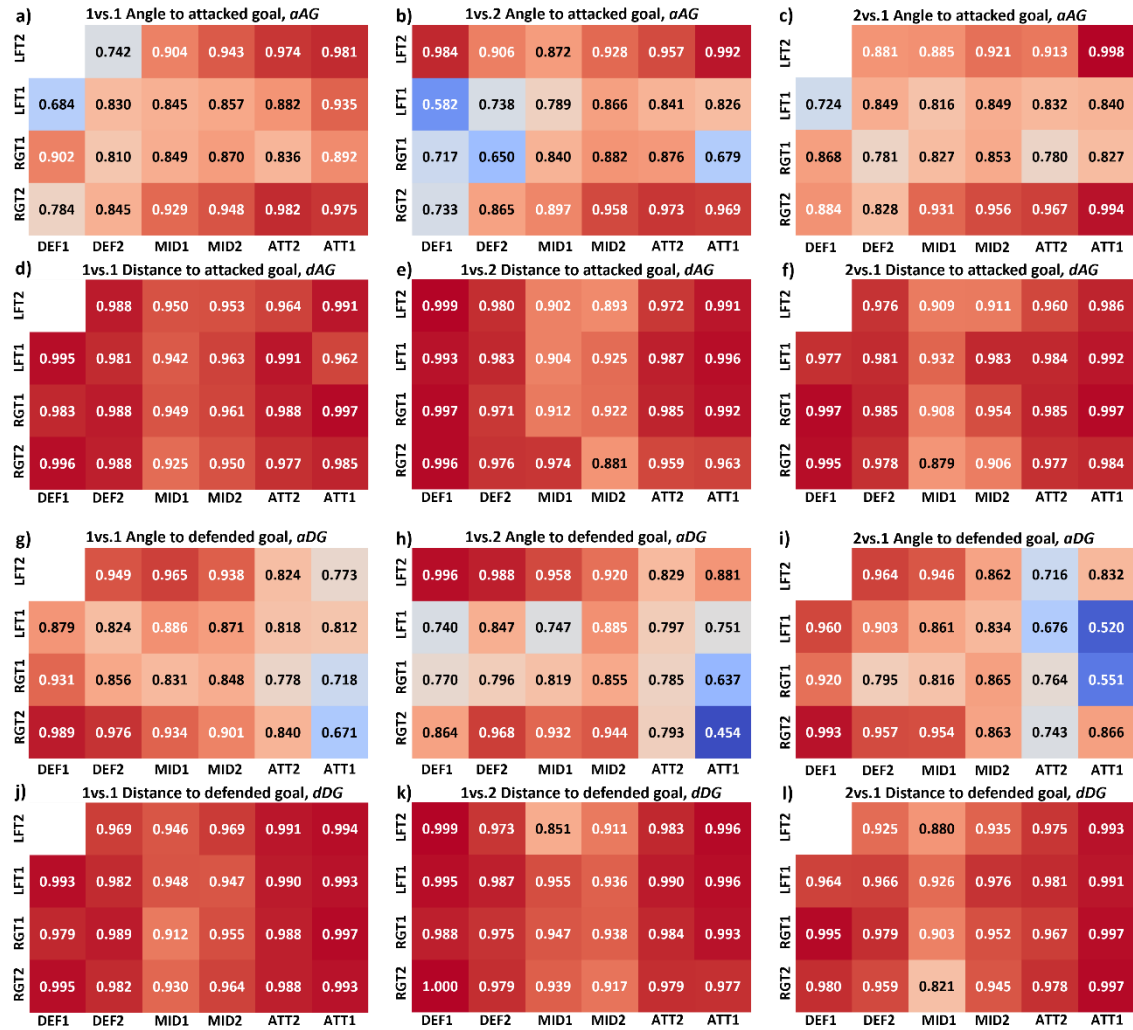 a) 1vs.1 Angle to attacked goal, aAG
LFT2 0.742 0.904 0.943 0.974 0.981
LFT1 0.684 0.830 0.845 0.857 0.882 0.935
RGT1 0.902 0.810 0.849 0.870 0.836 0.892
RGT2 0.784 0.845 0.929 0.948 0.982 0.975
DEF1 DEF2 MID1 MID2 ATT2 ATT1
b) 1vs.2 Angle to attacked goal, aAG
LFT2 0.984 0.906 0.872 0.928 0.957 0.992
LFT1 0.582 0.738 0.789 0.866 0.841 0.826
RGT1 0.717 0.650 0.840 0.882 0.876 0.679
RGT2 0.733 0.865 0.897 0.958 0.973 0.969
DEF1 DEF2 MID1 MID2 ATT2 ATT1
c) 2vs.1 Angle to attacked goal, aAG
LFT2 0.881 0.885 0.921 0.913 0.998
LFT1 0.724 0.849 0.816 0.849 0.832 0.840
RGT1 0.868 0.781 0.827 0.853 0.780 0.827
RGT2 0.884 0.828 0.931 0.956 0.967 0.994
DEF1 DEF2 MID1 MID2 ATT2 ATT1
d) 1vs.1 Distance to attacked goal, dAG
LFT2 0.988 0.950 0.953 0.964 0.991
LFT1 0.995 0.981 0.942 0.963 0.991 0.962
RGT1 0.983 0.988 0.949 0.961 0.988 0.997
RGT2 0.996 0.988 0.925 0.950 0.977 0.985
DEF1 DEF2 MID1 MID2 ATT2 ATT1
e) 1vs.2 Distance to attacked goal, dAG
LFT2 0.999 0.980 0.902 0.893 0.972 0.991
LFT1 0.993 0.983 0.904 0.925 0.987 0.996
RGT1 0.997 0.971 0.912 0.922 0.985 0.992
RGT2 0.996 0.976 0.974 0.881 0.959 0.963
DEF1 DEF2 MID1 MID2 ATT2 ATT1
f) 2vs.1 Distance to attacked goal, dAG
LFT2 0.976 0.909 0.911 0.960 0.986
LFT1 0.977 0.981 0.932 0.983 0.984 0.992
RGT1 0.997 0.985 0.908 0.954 0.985 0.997
RGT2 0.995 0.978 0.879 0.906 0.977 0.984
DEF1 DEF2 MID1 MID2 ATT2 ATT1
g) 1vs.1 Angle to defended goal, aDG
LFT2 0.949 0.965 0.938 0.824 0.773
LFT1 0.879 0.824 0.886 0.871 0.818 0.812
RGT1 0.931 0.856 0.831 0.848 0.778 0.718
RGT2 0.989 0.976 0.934 0.901 0.840 0.671
DEF1 DEF2 MID1 MID2 ATT2 ATT1
h) 1vs.2 Angle to defended goal, aDG
LFT2 0.996 0.988 0.958 0.920 0.829 0.881
LFT1 0.740 0.847 0.747 0.885 0.797 0.751
RGT1 0.770 0.796 0.819 0.855 0.785 0.637
RGT2 0.864 0.968 0.932 0.944 0.793 0.454
DEF1 DEF2 MID1 MID2 ATT2 ATT1
i) 2vs.1 Angle to defended goal, aDG
LFT2 0.964 0.946 0.862 0.716 0.832
LFT1 0.960 0.903 0.861 0.834 0.676 0.520
RGT1 0.920 0.795 0.816 0.865 0.764 0.551
RGT2 0.993 0.957 0.954 0.863 0.743 0.866
DEF1 DEF2 MID1 MID2 ATT2 ATT1
j) 1vs.1 Distance to defended goal, dDG
LFT2 0.969 0.946 0.969 0.991 0.994
LFT1 0.993 0.982 0.948 0.947 0.990 0.993
RGT1 0.979 0.989 0.912 0.955 0.988 0.997
RGT2 0.995 0.982 0.930 0.964 0.988 0.993
DEF1 DEF2 MID1 MID2 ATT2 ATT1
k) 1vs.2 Distance to defended goal, dDG
LFT2 0.999 0.973 0.851 0.911 0.983 0.996
LFT1 0.995 0.987 0.955 0.936 0.990 0.996
RGT1 0.988 0.975 0.947 0.938 0.984 0.993
RGT2 1.000 0.979 0.939 0.917 0.979 0.977
DEF1 DEF2 MID1 MID2 ATT2 ATT1
l) 2vs.1 Distance to defended goal, dDG
LFT2 0.925 0.880 0.935 0.975 0.993
LFT1 0.964 0.966 0.926 0.976 0.981 0.991
RGT1 0.995 0.979 0.903 0.952 0.967 0.997
RGT2 0.980 0.959 0.821 0.945 0.978 0.997
DEF1 DEF2 MID1 MID2 ATT2 ATT1